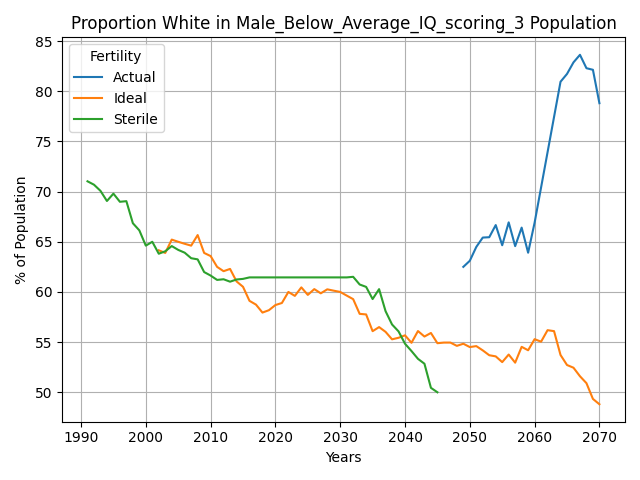 Proportion White in Male_Below_Average_IQ_scoring_3 Population
Fertility
Actual
Ideal
Sterile
% of Population
85
80
75
70
65
60
55
50
1990 2000 2010 2020 2030 2040 2050 2060 2070
Years